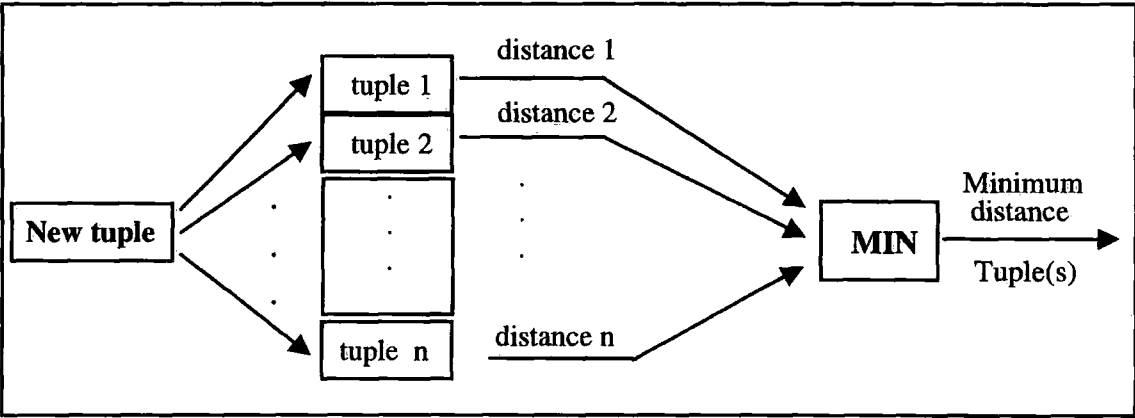 distance 1
tuple 1
distance 2
tuple 2
Minimum
distance
New tuple
MIN
Tuple(s)
distance n
tuple n